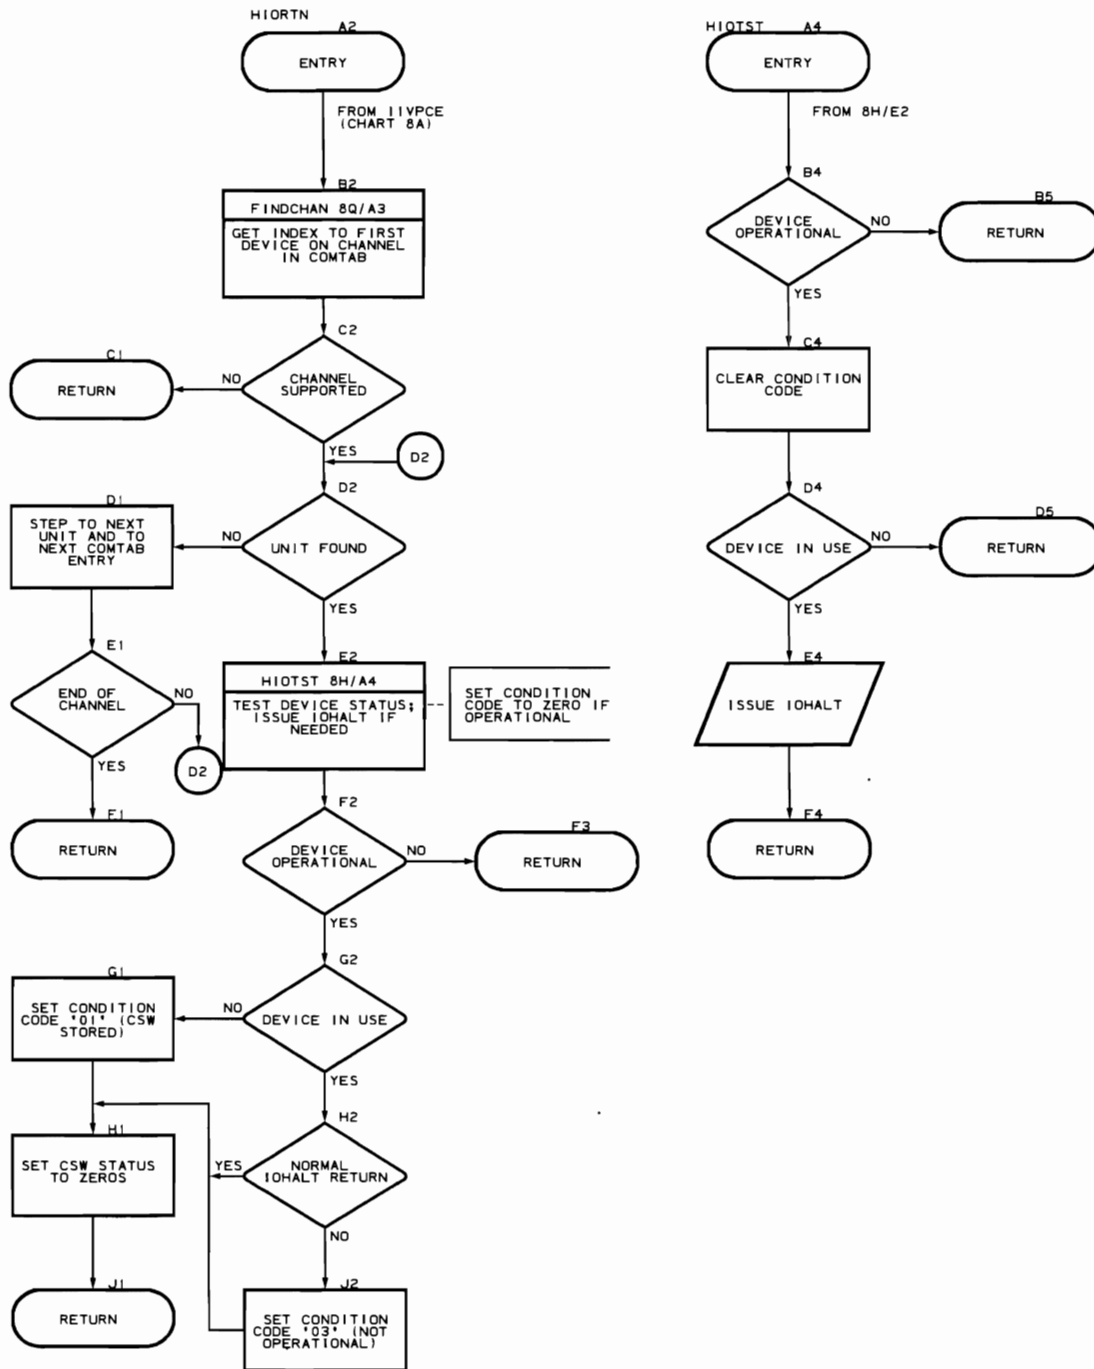 HIORTN
A2
ENTRY
FROM IIVPCE
(CHART 8A)
B2
FINDCHAN 8Q/A3
GET INDEX TO FIRST
DEVICE ON CHANNEL
IN COMTAB
C2
CHANNEL
SUPPORTED
NO
C1
RETURN
YES
D2
D2
UNIT FOUND
NO
D1
STEP TO NEXT
UNIT AND TO
NEXT COMTAB
ENTRY
YES
E1
END OF
CHANNEL
NO
D2
YES
F1
RETURN
E2
HIOTST 8H/A4
TEST DEVICE STATUS;
ISSUE IOHALT IF
NEEDED
SET CONDITION
CODE TO ZERO IF
OPERATIONAL
F2
DEVICE
OPERATIONAL
NO
F3
RETURN
YES
G2
DEVICE IN USE
NO
G1
SET CONDITION
CODE '01' (CSW
STORED)
YES
H2
NORMAL
IOHALT RETURN
YES
H1
SET CSW STATUS
TO ZEROS
NO
J1
RETURN
J2
SET CONDITION
CODE '03' (NOT
OPERATIONAL)
HIOTST
A4
ENTRY
FROM 8H/E2
B4
DEVICE
OPERATIONAL
NO
B5
RETURN
YES
C4
CLEAR CONDITION
CODE
D4
DEVICE IN USE
NO
D5
RETURN
YES
E4
ISSUE IOHALT
F4
RETURN